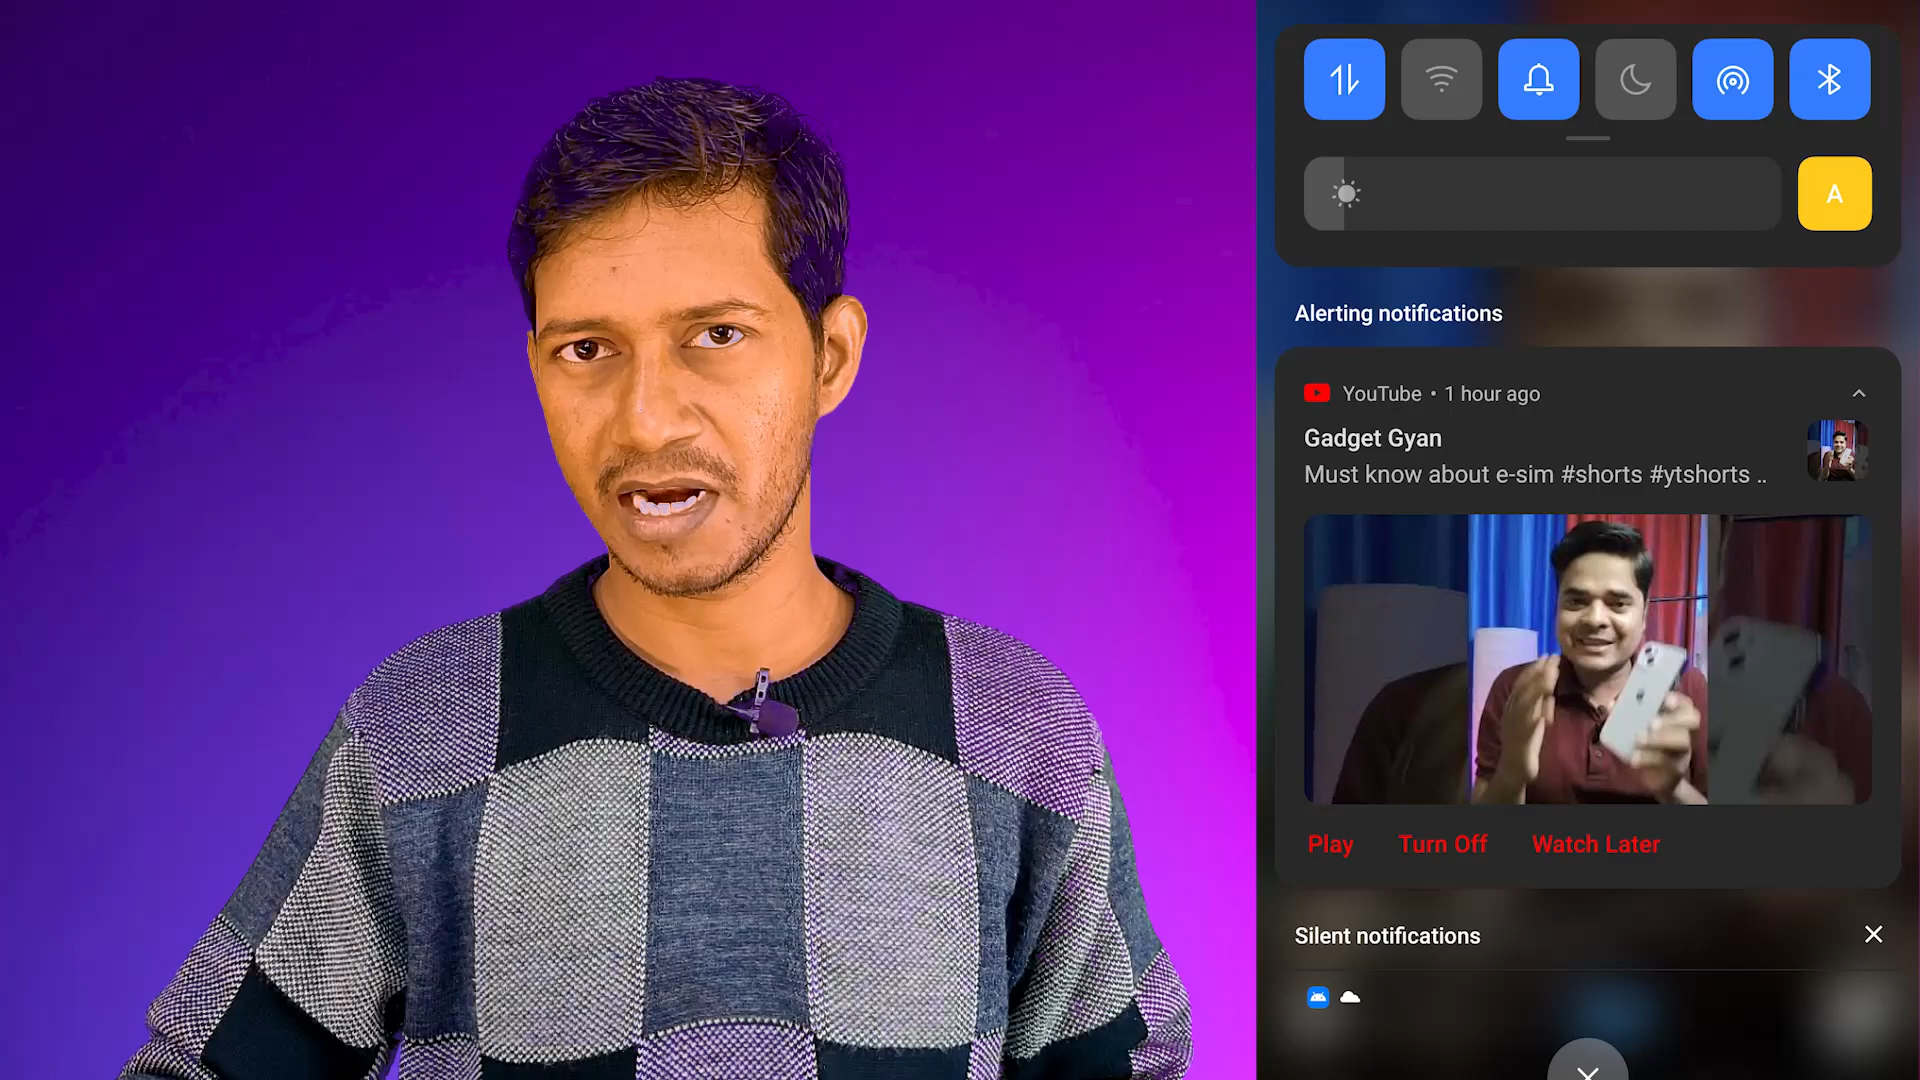 A
Alerting notifications
YouTube • 1 hour ago
Gadget Gyan
Must know about e-sim #shorts #ytshorts ..
Play Turn Off Watch Later
Silent notifications